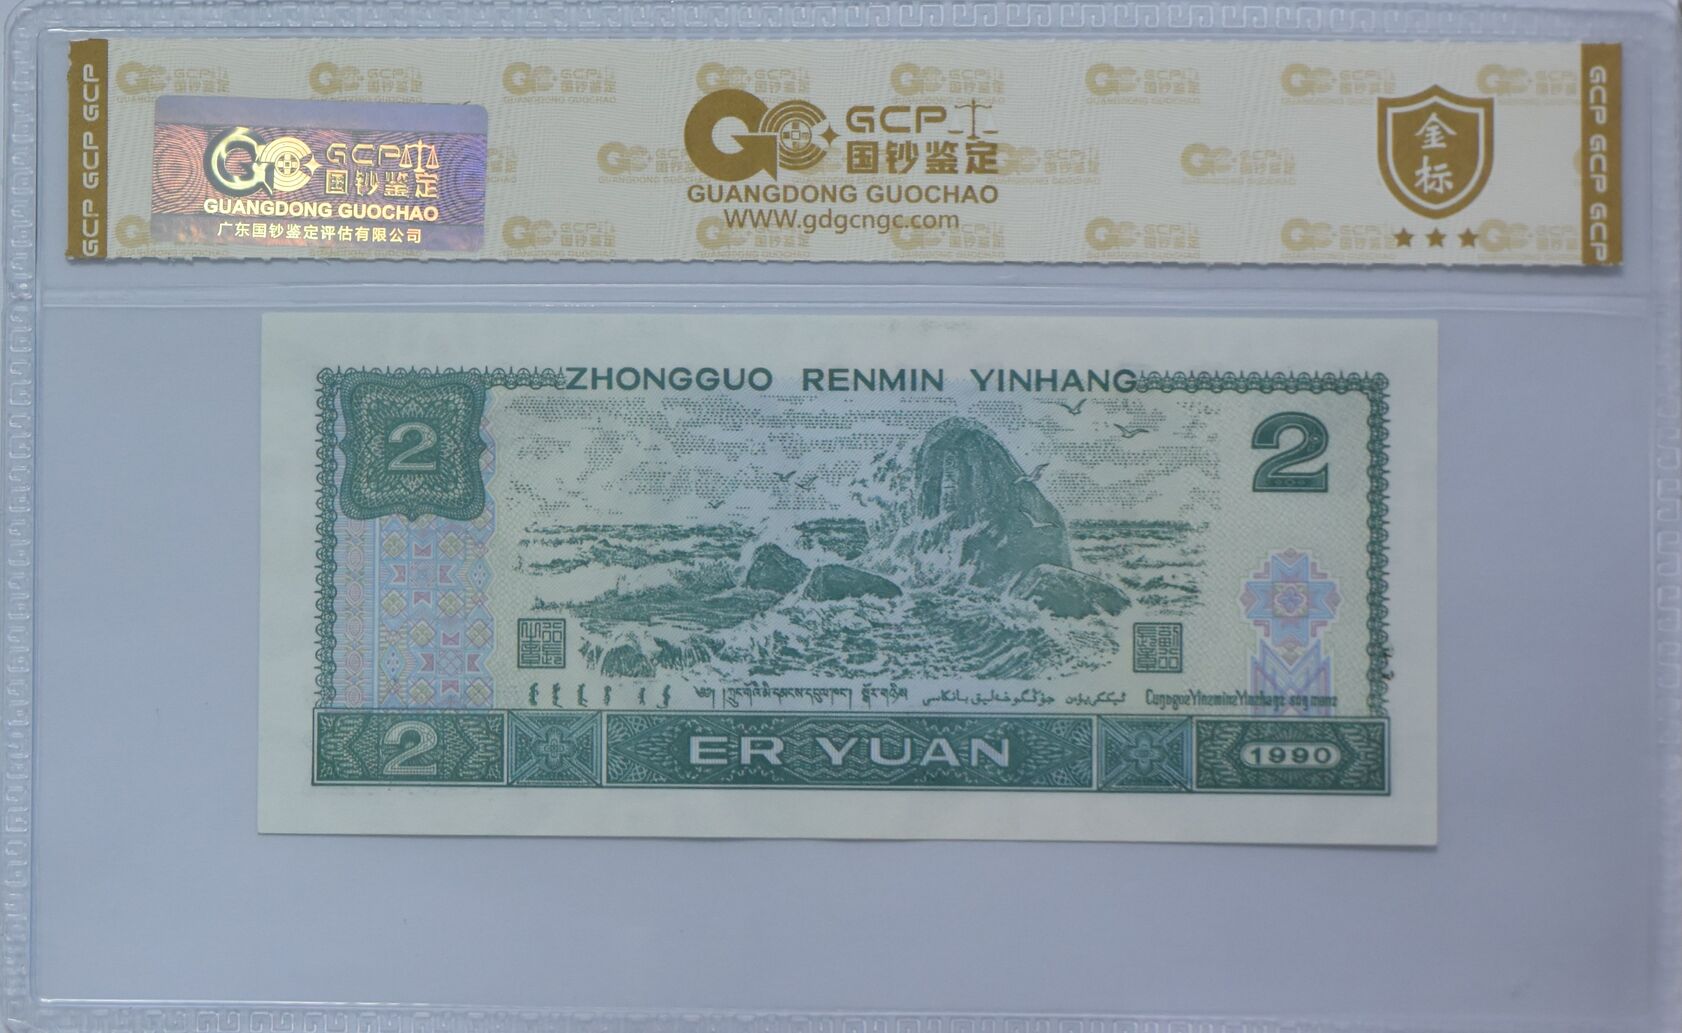 GCP GCP GCP
GCP
国钞鉴定
GUANGDONG GUOCHAO
广东国钞鉴定评估有限公司
GCP
国钞鉴定
GUANGDONG GUOCHAO
WWW.gdgcngc.com
金
标
GCP GCP GCP
ZHONGGUO RENMIN YINHANG
2
2
2
ER YUAN
1990